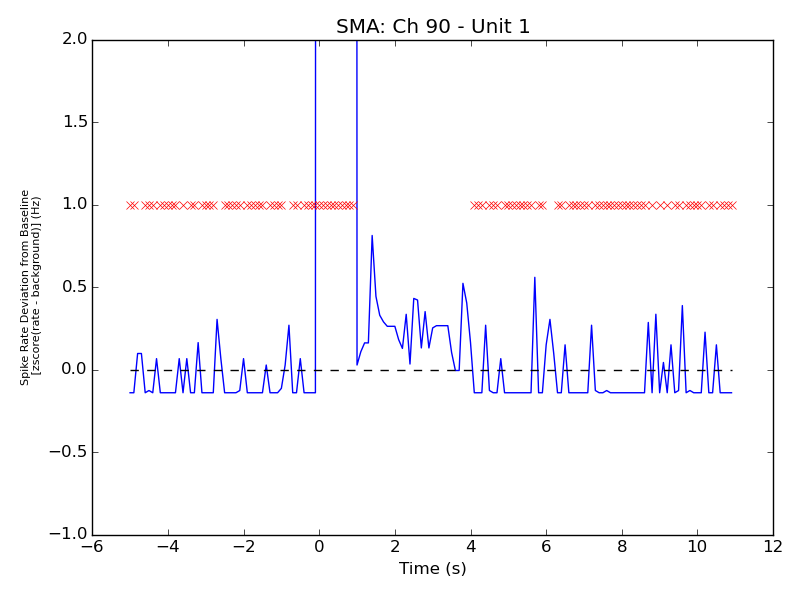 SMA: Ch 90 - Unit 1
2.0
1.5
1.0
0.5
0.0
−0.5
−1.0
Spike Rate Deviation from Baseline
[zscore(rate - background)] (Hz)
−6 −4 −2 0 2 4 6 8 10 12
Time (s)